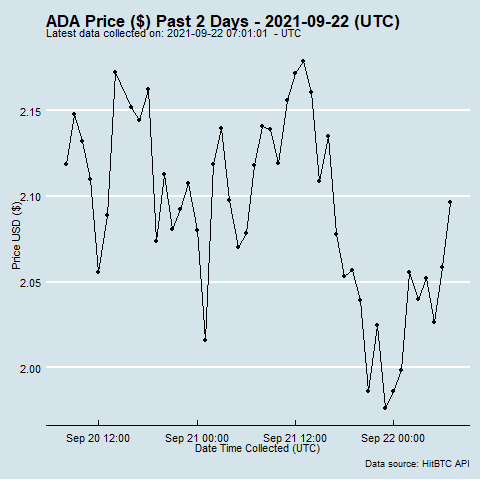 ADA Price ($) Past 2 Days - 2021-09-22 (UTC)
Latest data collected on: 2021-09-22 07:01:01 - UTC
Price USD ($)
2.15
2.10
2.05
2.00
Sep 20 12:00 Sep 21 00:00 Sep 21 12:00 Sep 22 00:00
Date Time Collected (UTC)
Data source: HitBTC API